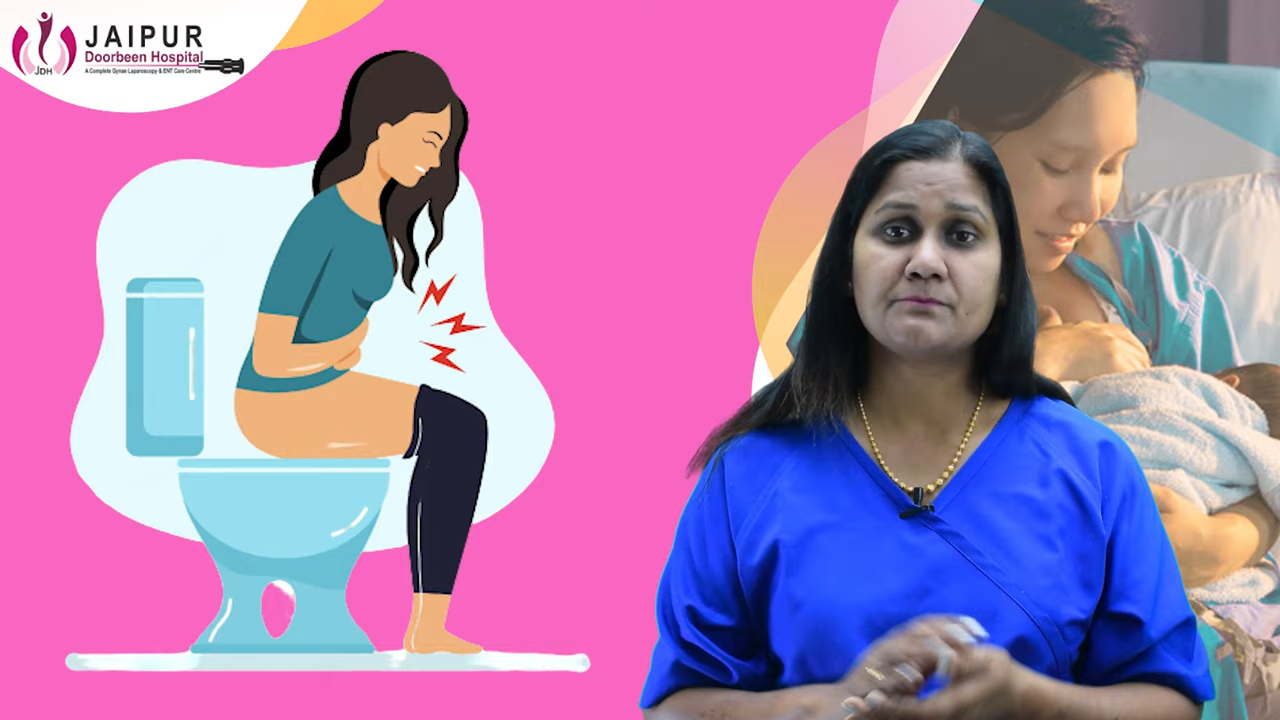 JAIPUR
Doorbeen Hospital
A Complete Gynae Laparoscopy & ENT Care Centre
JDH